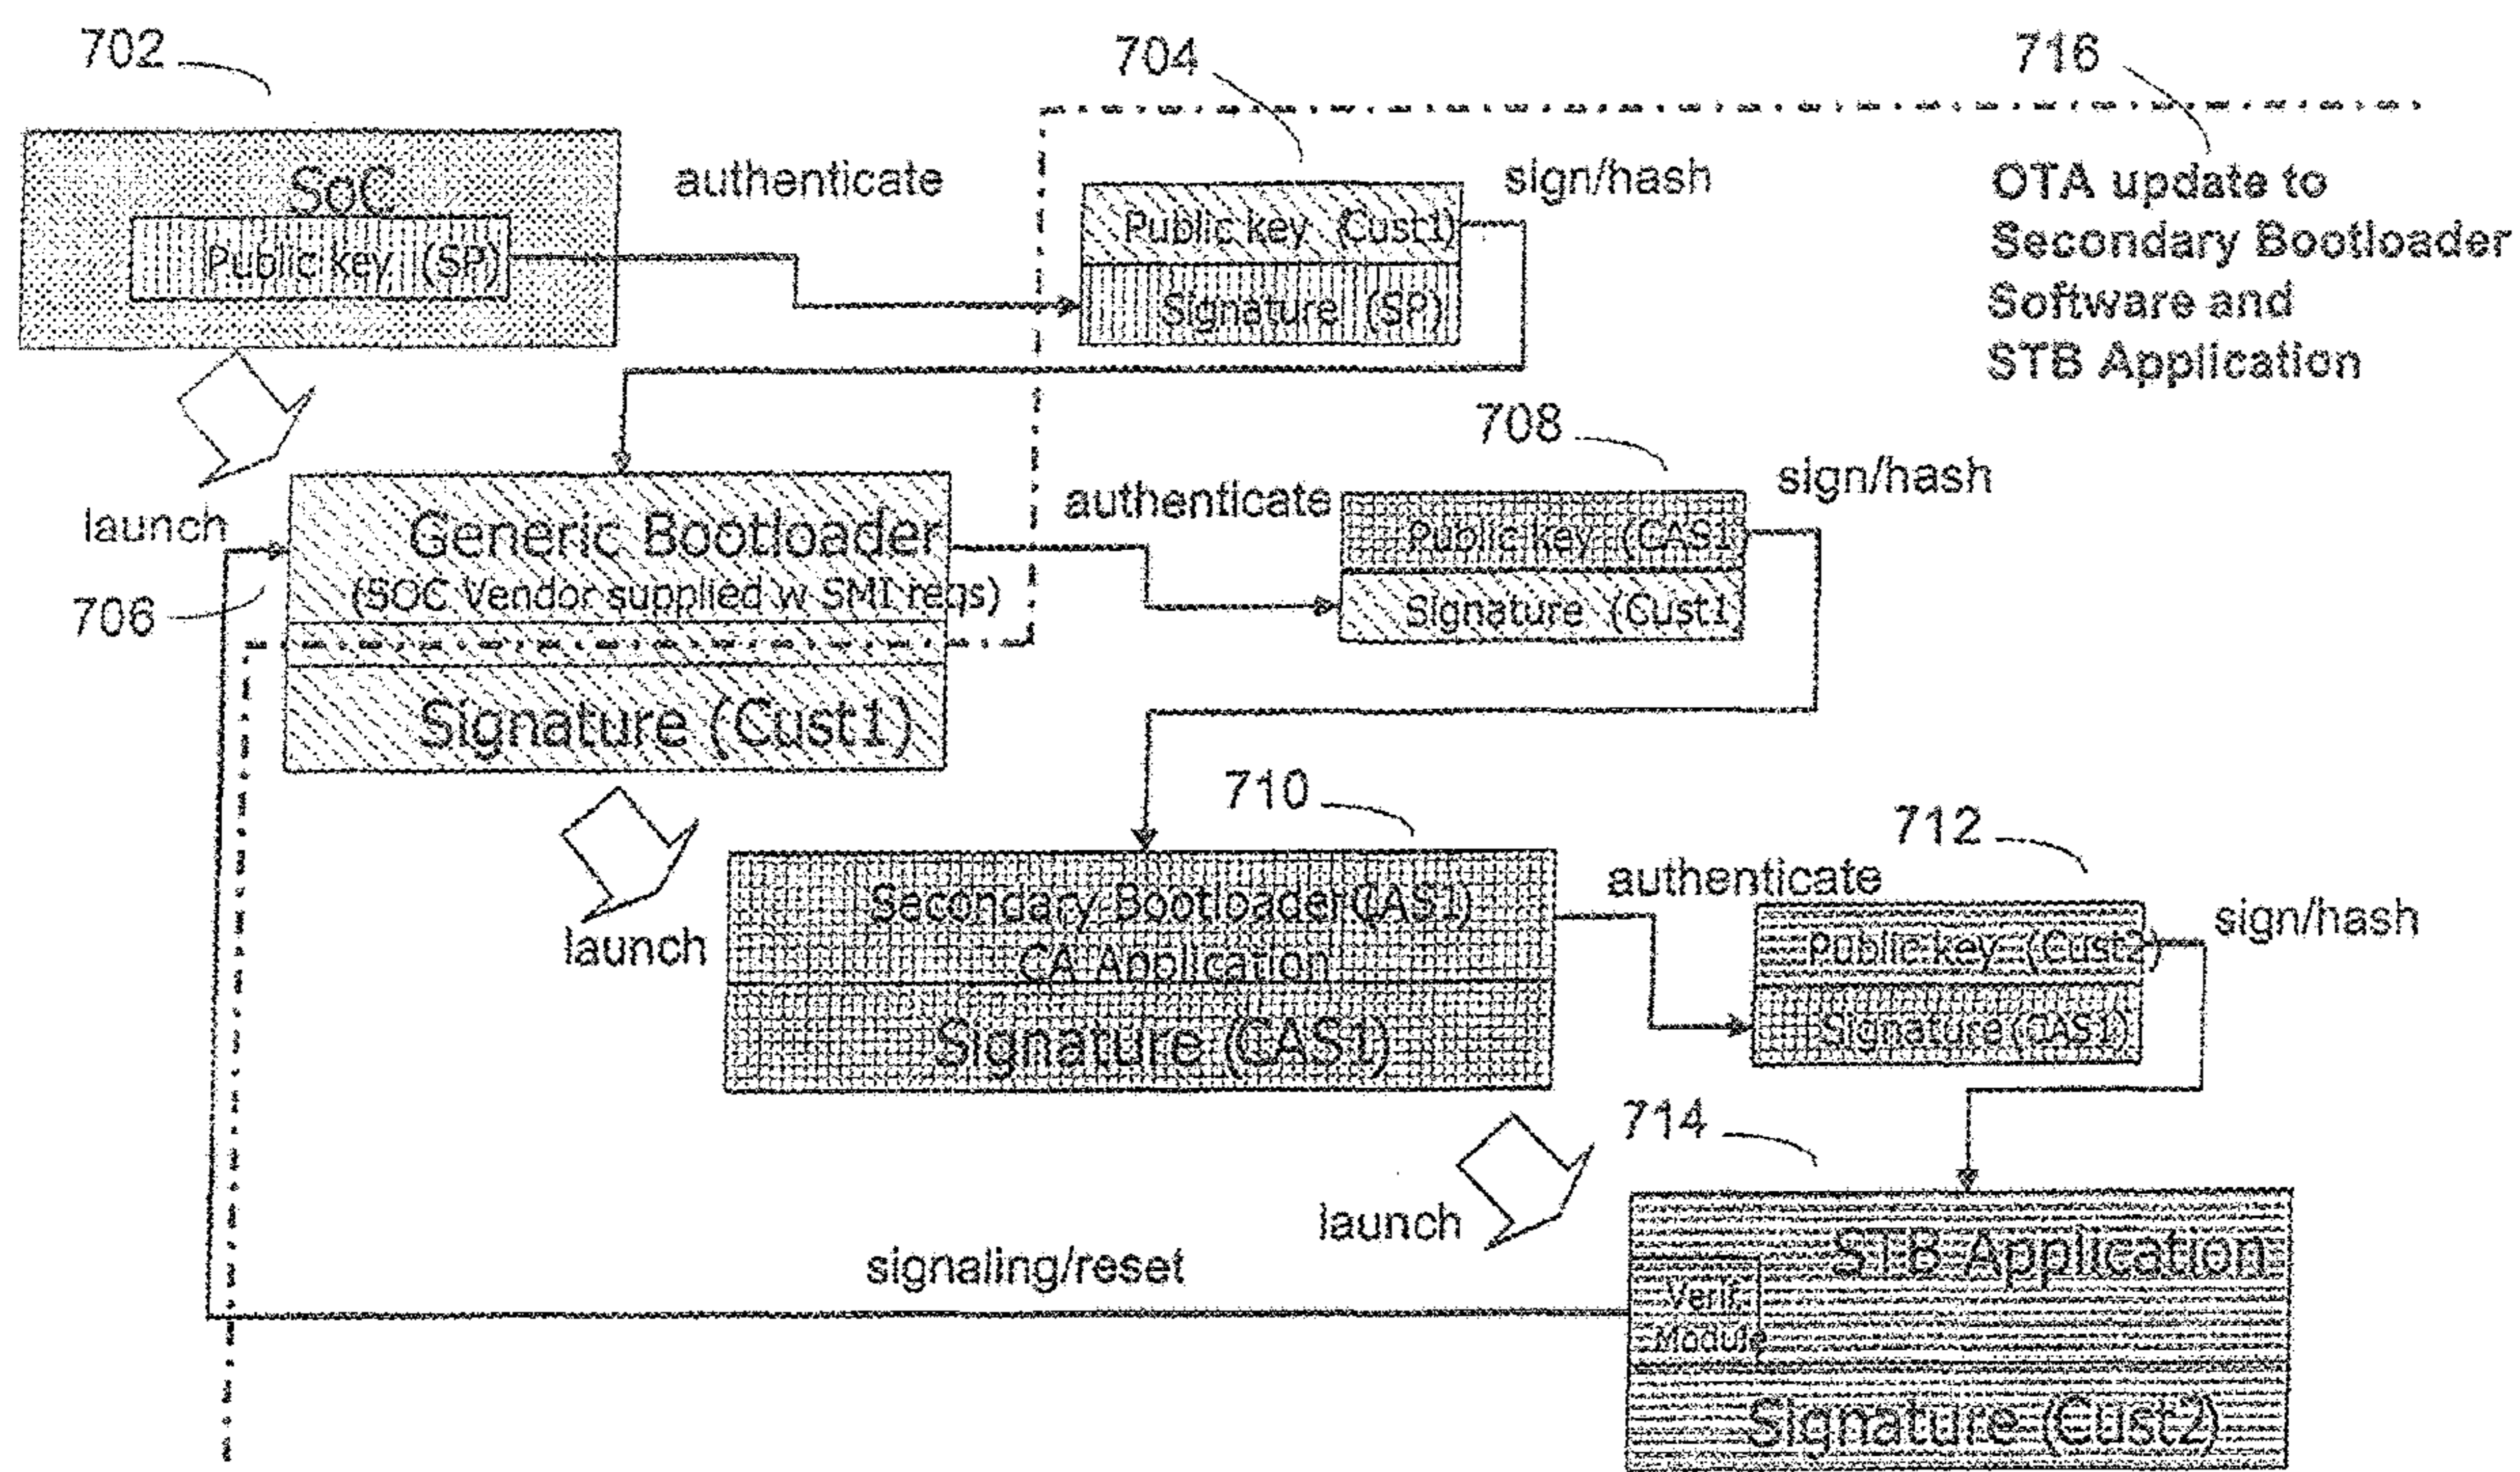 702
704
716
SoC
Public key (SP)
authenticate
Public key (Cust1)
Signature (SP)
sign/hash
OTA update to
Secondary Bootloader
Software and
STB Application
launch
706
Generic Bootloader
(SOC Vendor supplied w SMI reqs)
Signature (Cust1)
authenticate
708
Public key (CAS1)
Signature (Cust1)
sign/hash
launch
710
Secondary Bootloader(CAS1)
CA Application
Signature (CAS1)
authenticate
712
Public key (Cust2)
Signature(CAS1)
sign/hash
launch
714
STB Application
Verif.
Module
Signature (Cust2)
signaling/reset